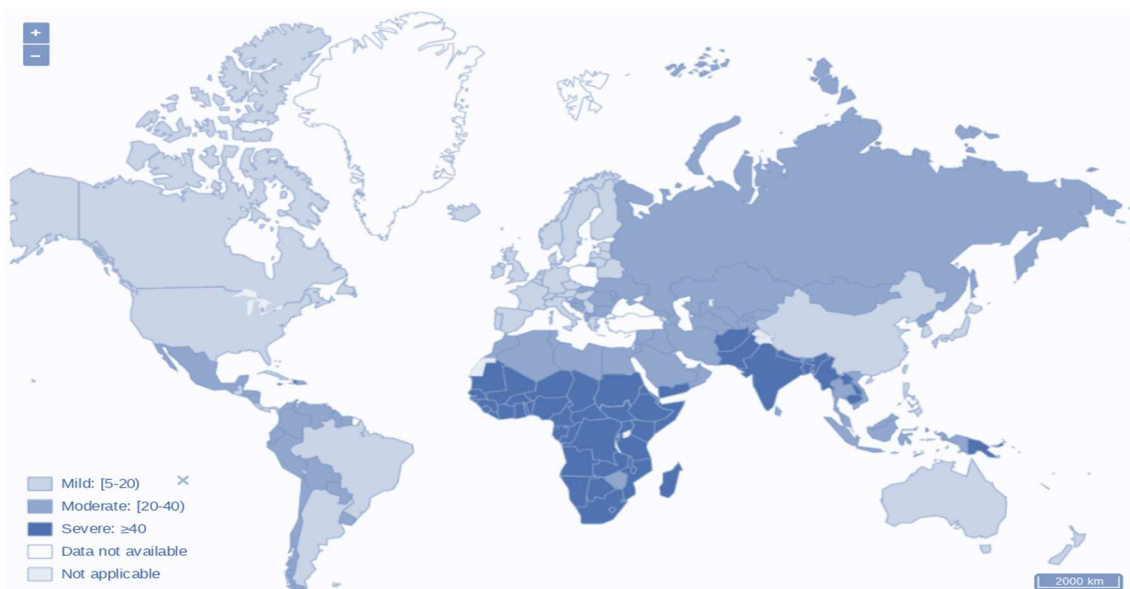 +
−
Mild: [5-20)
Moderate: [20-40)
Severe: ≥40
Data not available
Not applicable
2000 km